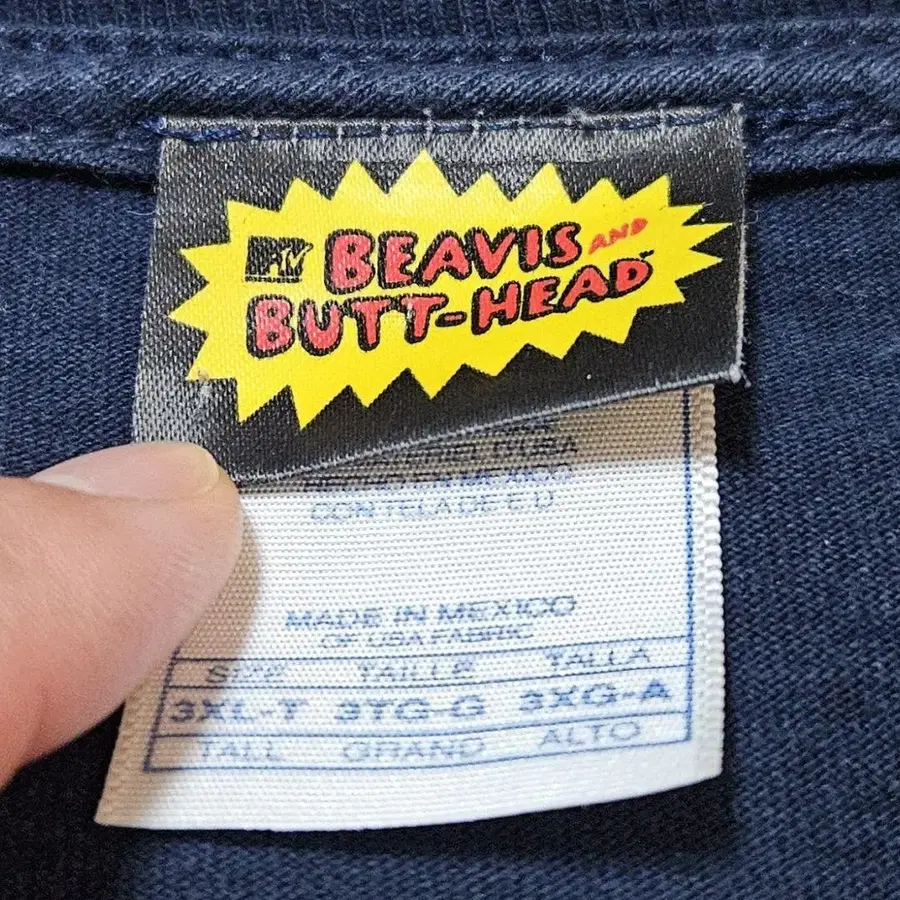 MTV BEAVIS AND
BUTT-HEAD
CON TELA DE E.U
MADE IN MEXICO
OF USA FABRIC
SIZE TAILLE TALLA
3XL-T 3TG-G 3XG-A
TALL GRAND ALTO